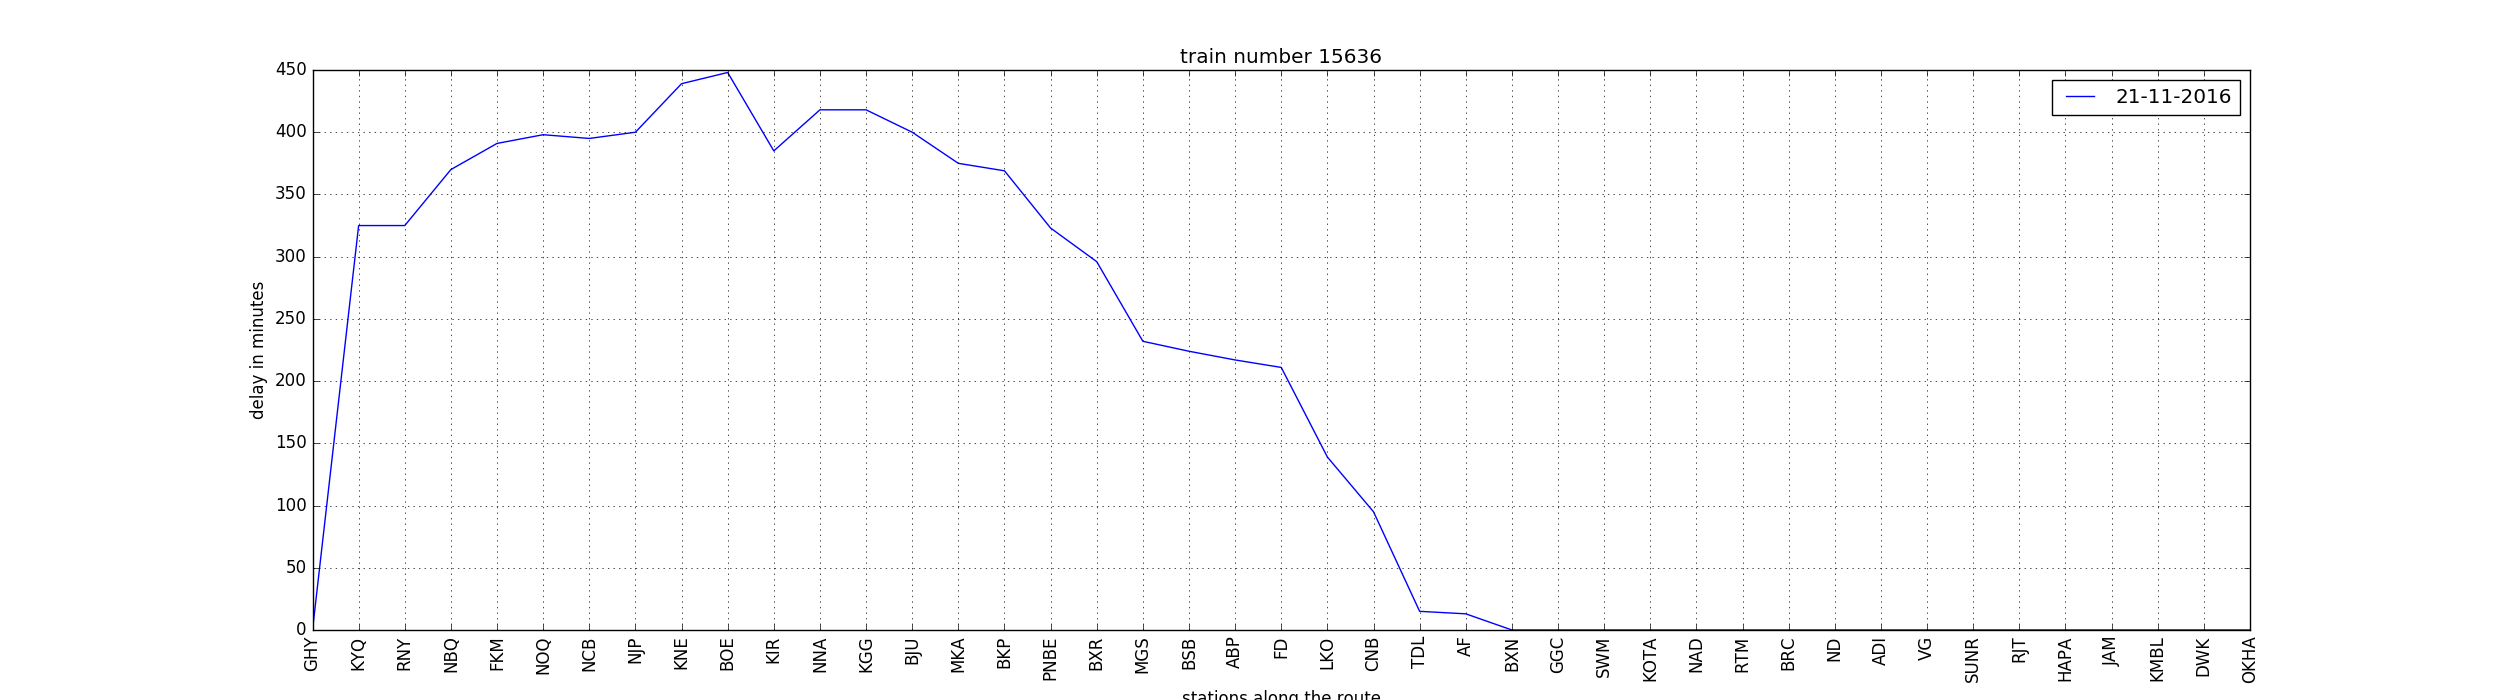 train number 15636
21-11-2016
450
400
350
300
250
200
150
100
50
0
delay in minutes
GHY KYQ RNY NBQ FKM NOQ NCB NJP KNE BOE KIR NNA KGG BJU MKA BKP PNBE BXR MGS BSB ABP FD LKO CNB TDL AF BXN GGC SWM KOTA NAD RTM BRC ND ADI VG SUNR RJT HAPA JAM KMBL DWK OKHA
stations along the route